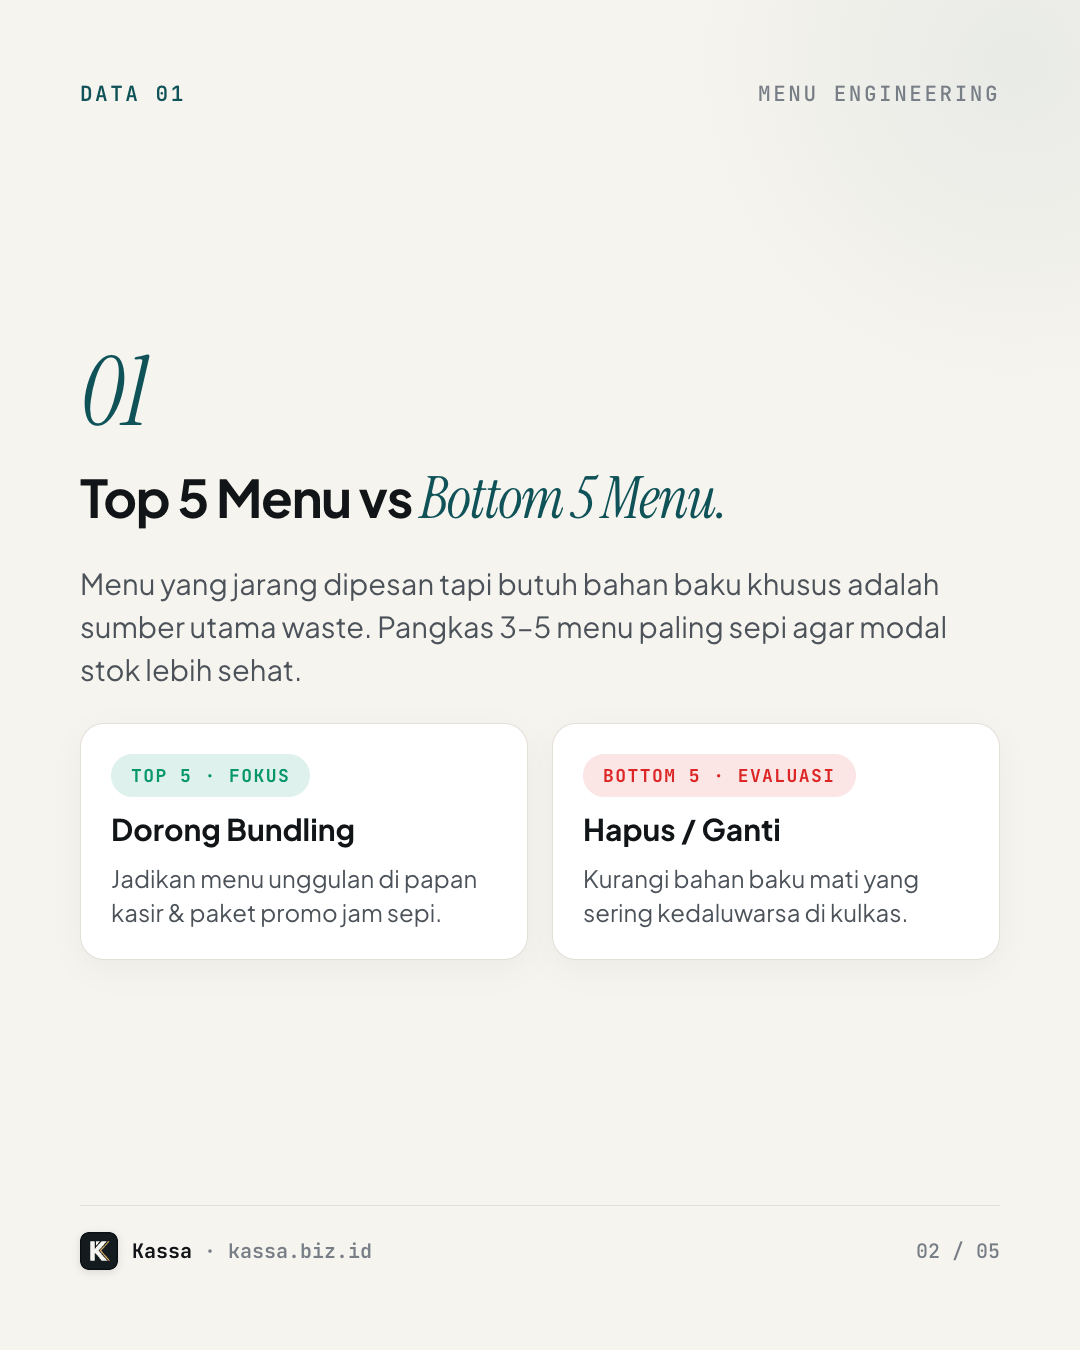 DATA 01
MENU ENGINEERING
01
Top 5 Menu vs Bottom 5 Menu.
Menu yang jarang dipesan tapi butuh bahan baku khusus adalah
sumber utama waste. Pangkas 3–5 menu paling sepi agar modal
stok lebih sehat.
TOP 5 · FOKUS
Dorong Bundling
Jadikan menu unggulan di papan
kasir & paket promo jam sepi.
BOTTOM 5 · EVALUASI
Hapus / Ganti
Kurangi bahan baku mati yang
sering kedaluwarsa di kulkas.
K
Kassa · kassa.biz.id
02 / 05